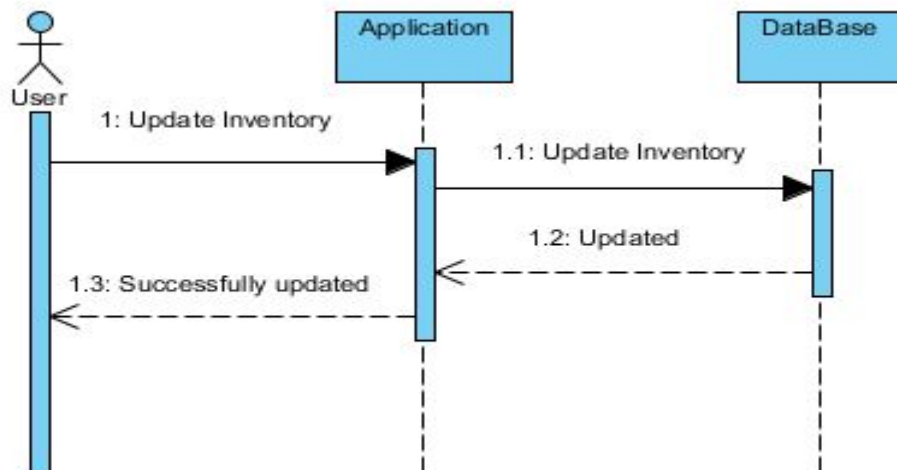 Application
DataBase
User
1: Update Inventory
1.1: Update Inventory
1.2: Updated
1.3: Successfully updated